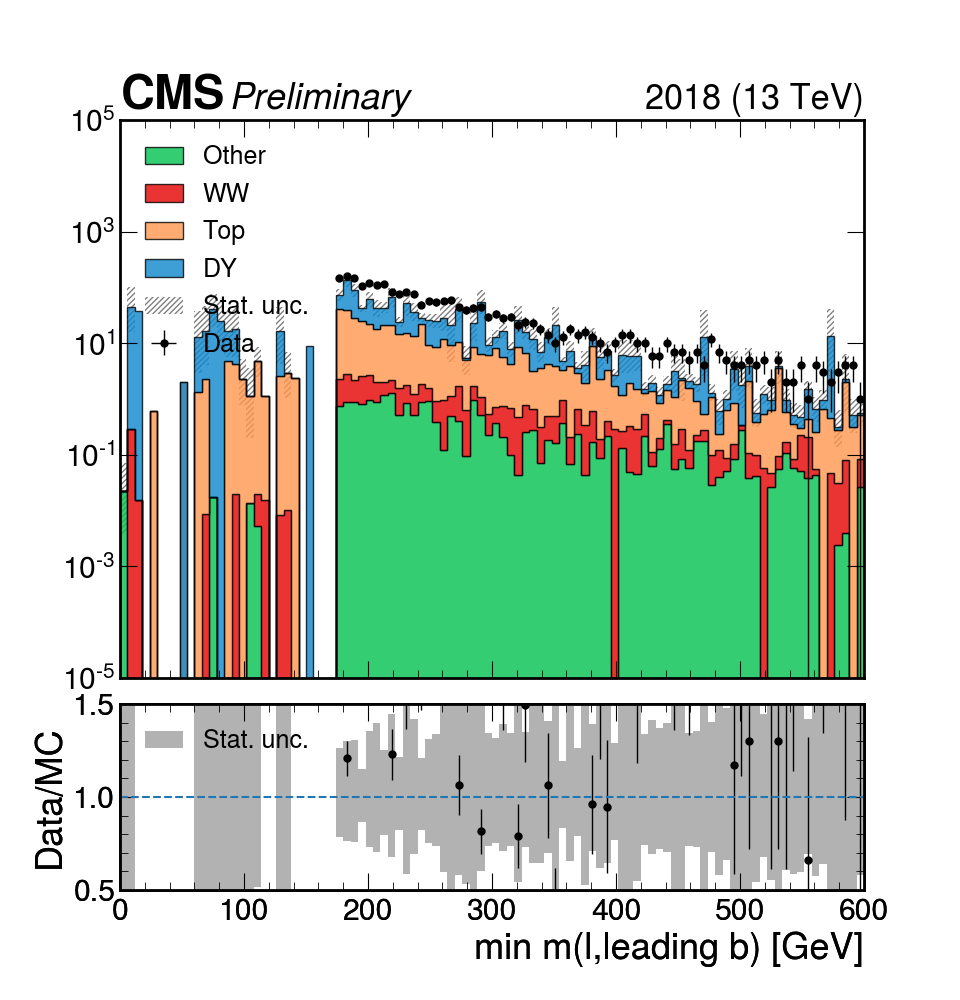 CMS Preliminary 2018 (13 TeV)
10^5
Other
WW
10^3
Top
DY
Stat. unc.
10^1
Data
10^-1
10^-3
10^-5
1.5
Stat. unc.
1.0
Data/MC
0.5
0 100 200 300 400 500 600
min m(l,leading b) [GeV]